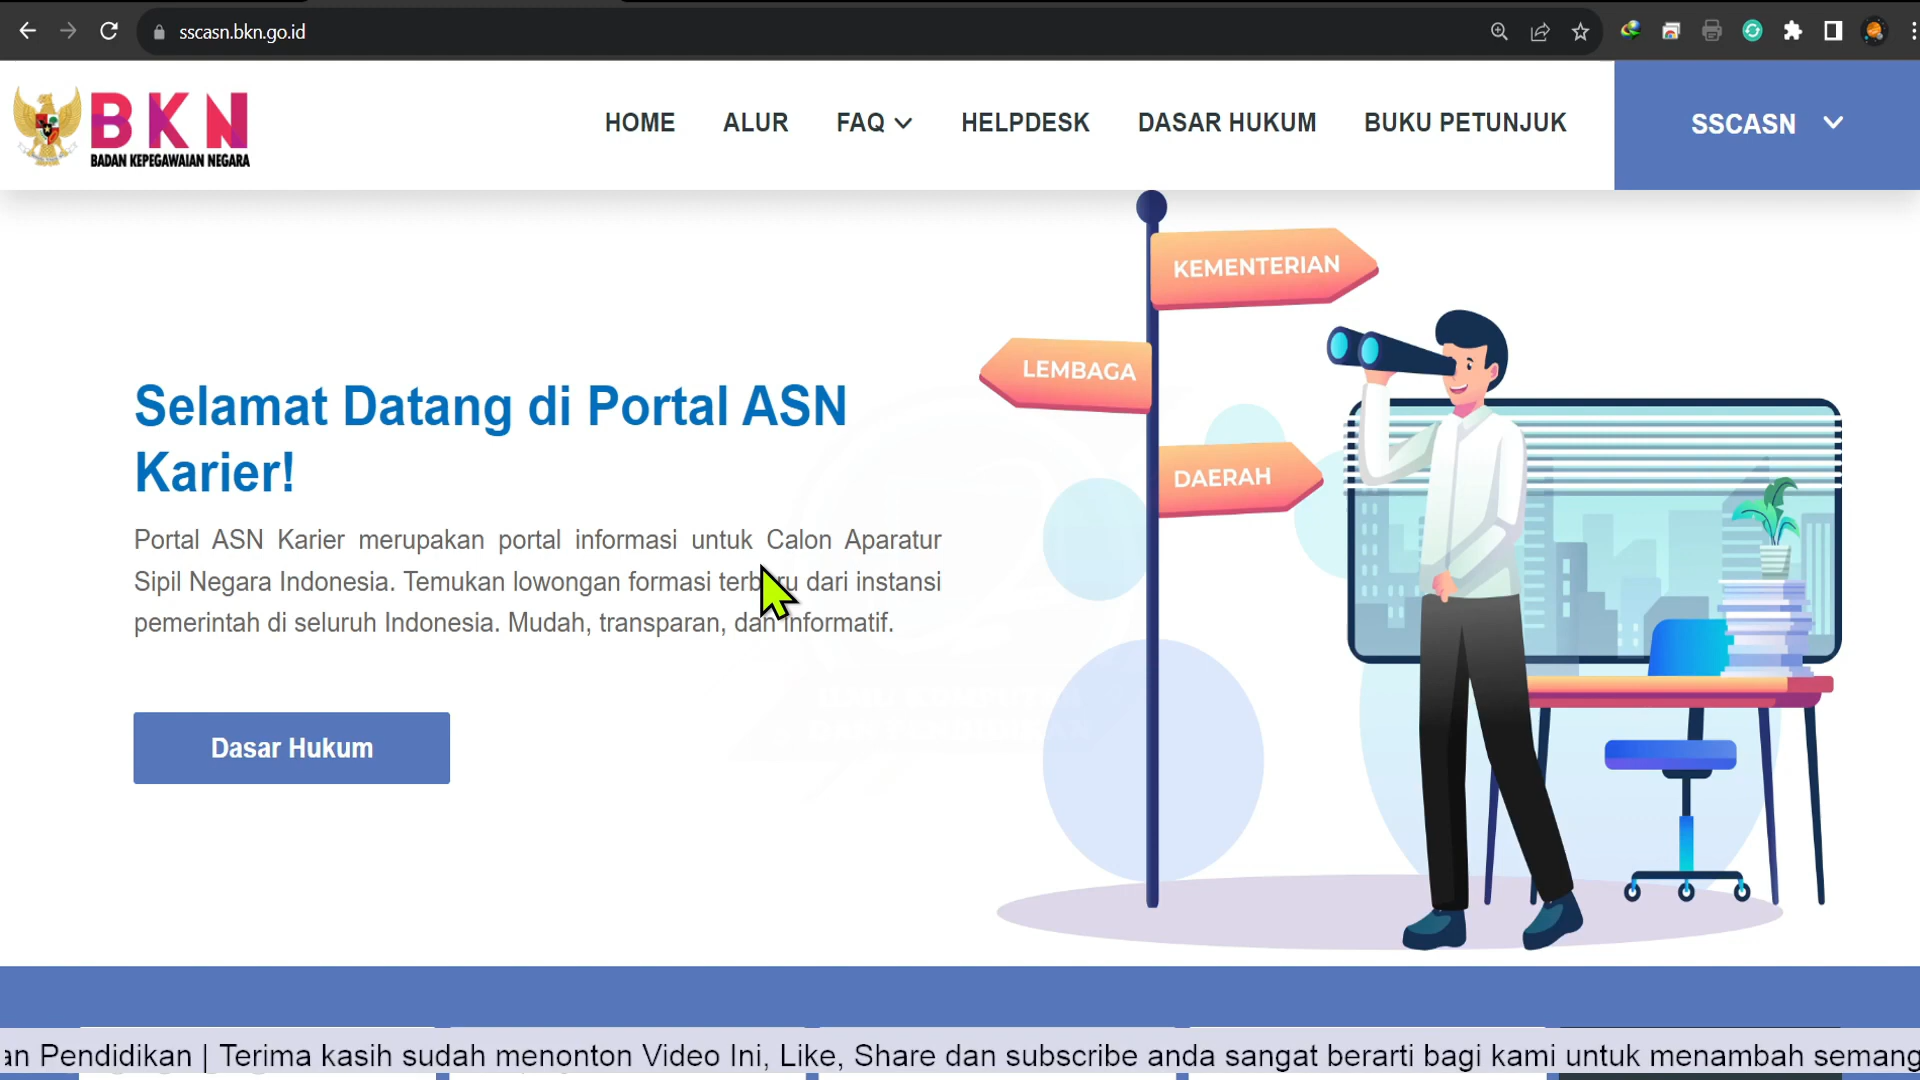 sscasn.bkn.go.id
BKN
BADAN KEPEGAWAIAN NEGARA
HOME
ALUR
FAQ
HELPDESK
DASAR HUKUM
BUKU PETUNJUK
SSCASN
KEMENTERIAN
LEMBAGA
DAERAH
Selamat Datang di Portal ASN
Karier!
Portal ASN Karier merupakan portal informasi untuk Calon Aparatur
Sipil Negara Indonesia. Temukan lowongan formasi terbaru dari instansi
pemerintah di seluruh Indonesia. Mudah, transparan, dan informatif.
Dasar Hukum
an Pendidikan | Terima kasih sudah menonton Video Ini, Like, Share dan subscribe anda sangat berarti bagi kami untuk menambah semang